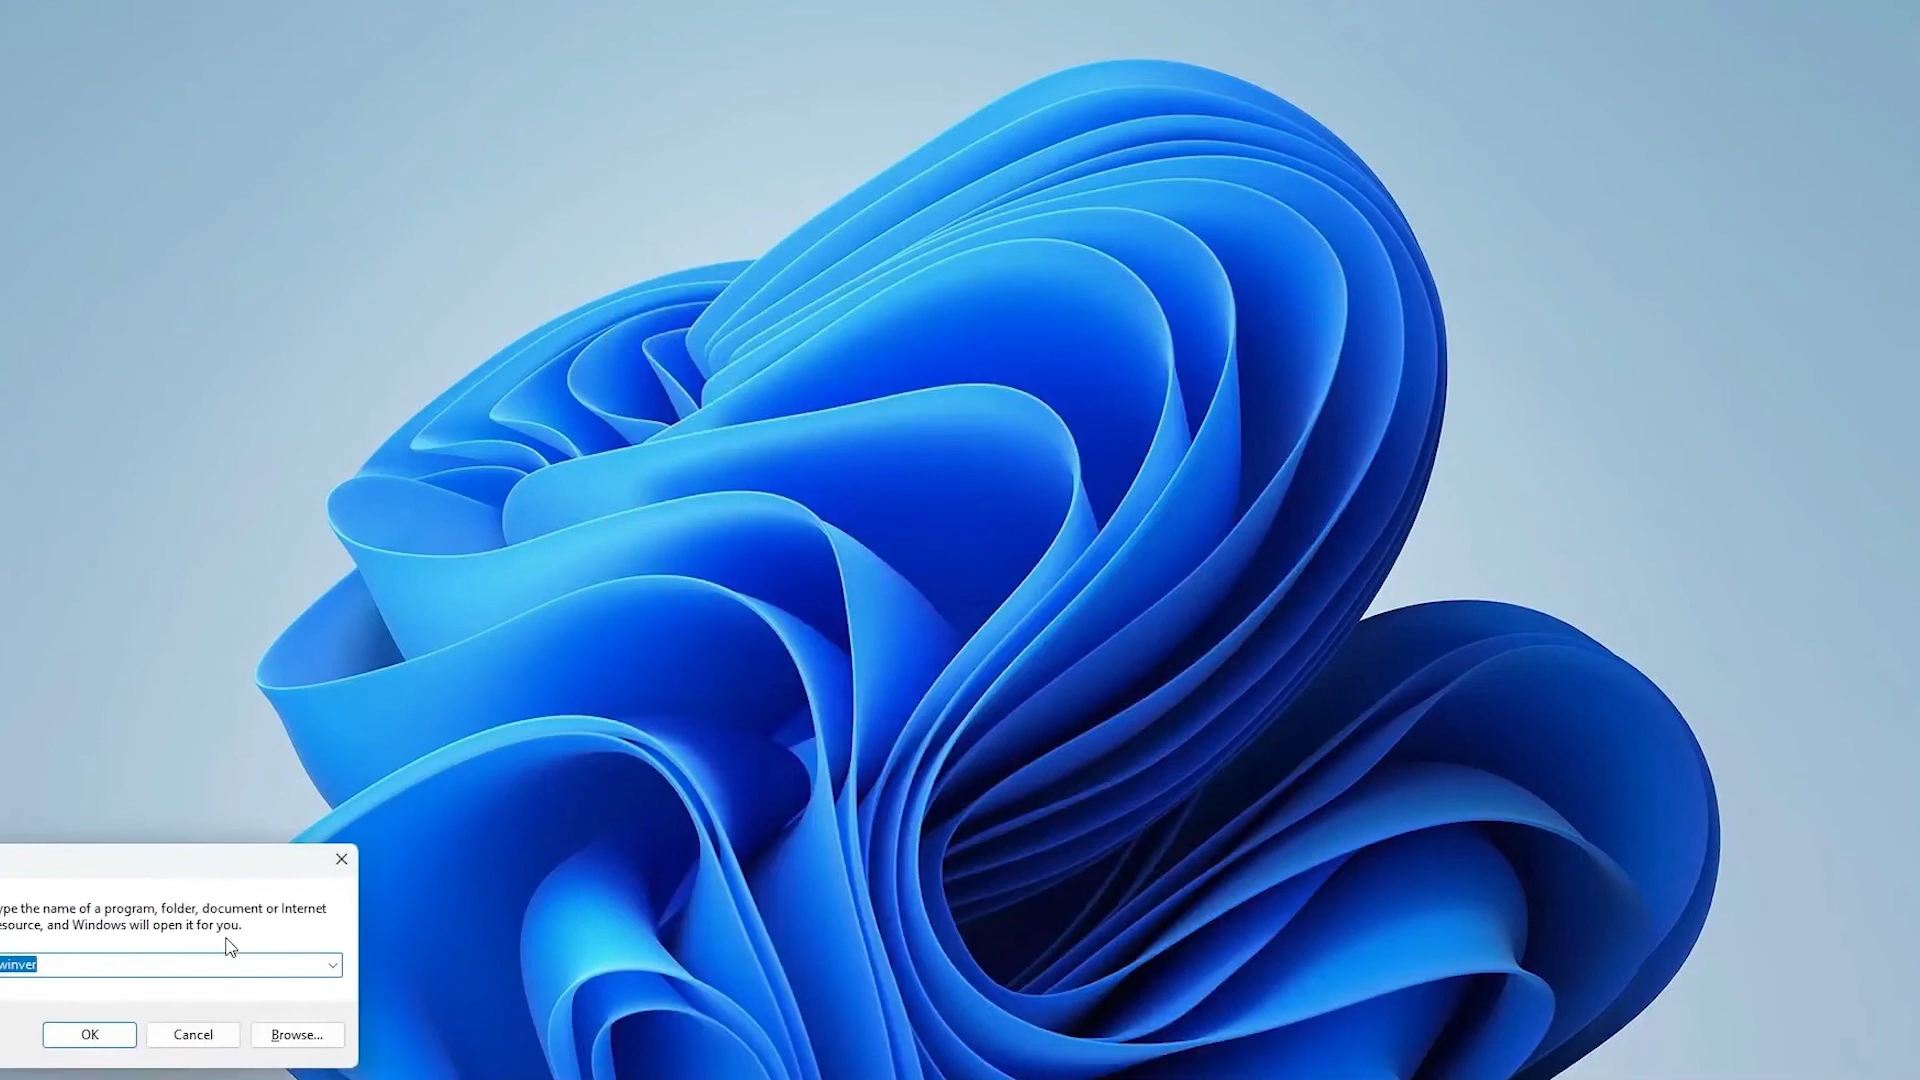 ype the name of a program, folder, document or Internet
esource, and Windows will open it for you.
winver
OK
Cancel
Browse...